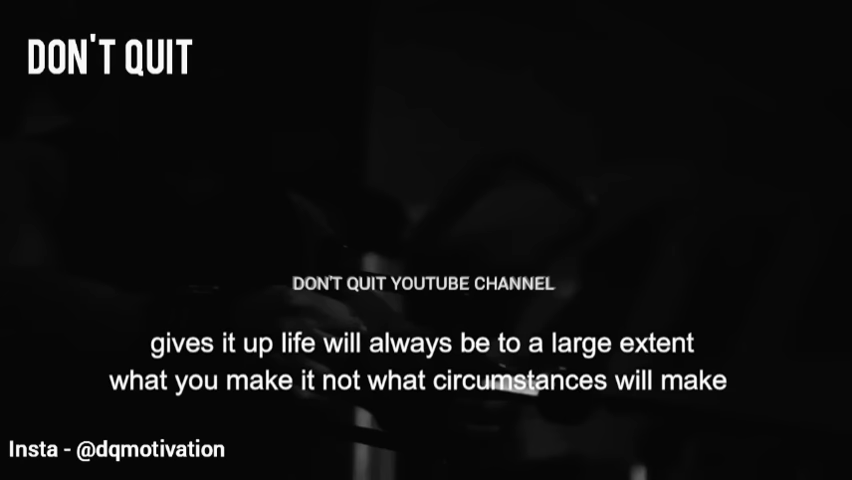 DON'T QUIT
DON'T QUIT YOUTUBE CHANNEL
gives it up life will always be to a large extent
what you make it not what circumstances will make
Insta - @dqmotivation